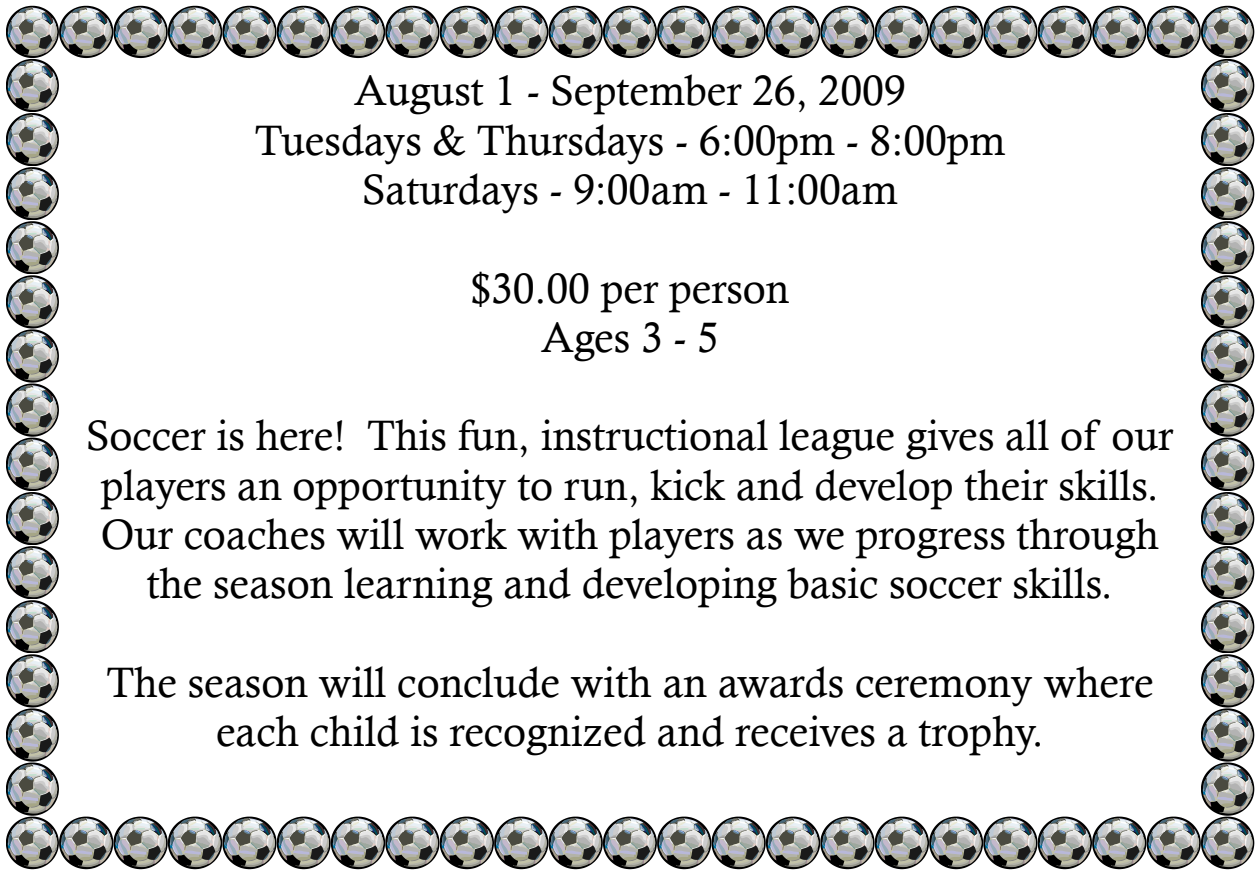 August 1 - September 26, 2009
Tuesdays & Thursdays - 6:00pm - 8:00pm
Saturdays - 9:00am - 11:00am
$30.00 per person
Ages 3 - 5
Soccer is here!  This fun, instructional league gives all of our
players an opportunity to run, kick and develop their skills.
Our coaches will work with players as we progress through
the season learning and developing basic soccer skills.
The season will conclude with an awards ceremony where
each child is recognized and receives a trophy.